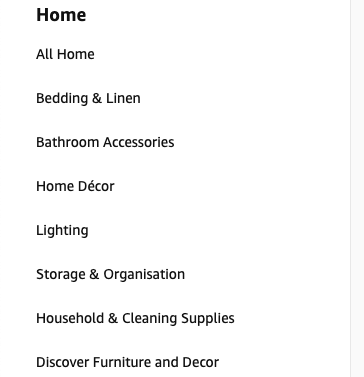 Home
All Home
Bedding & Linen
Bathroom Accessories
Home Décor
Lighting
Storage & Organisation
Household & Cleaning Supplies
Discover Furniture and Decor